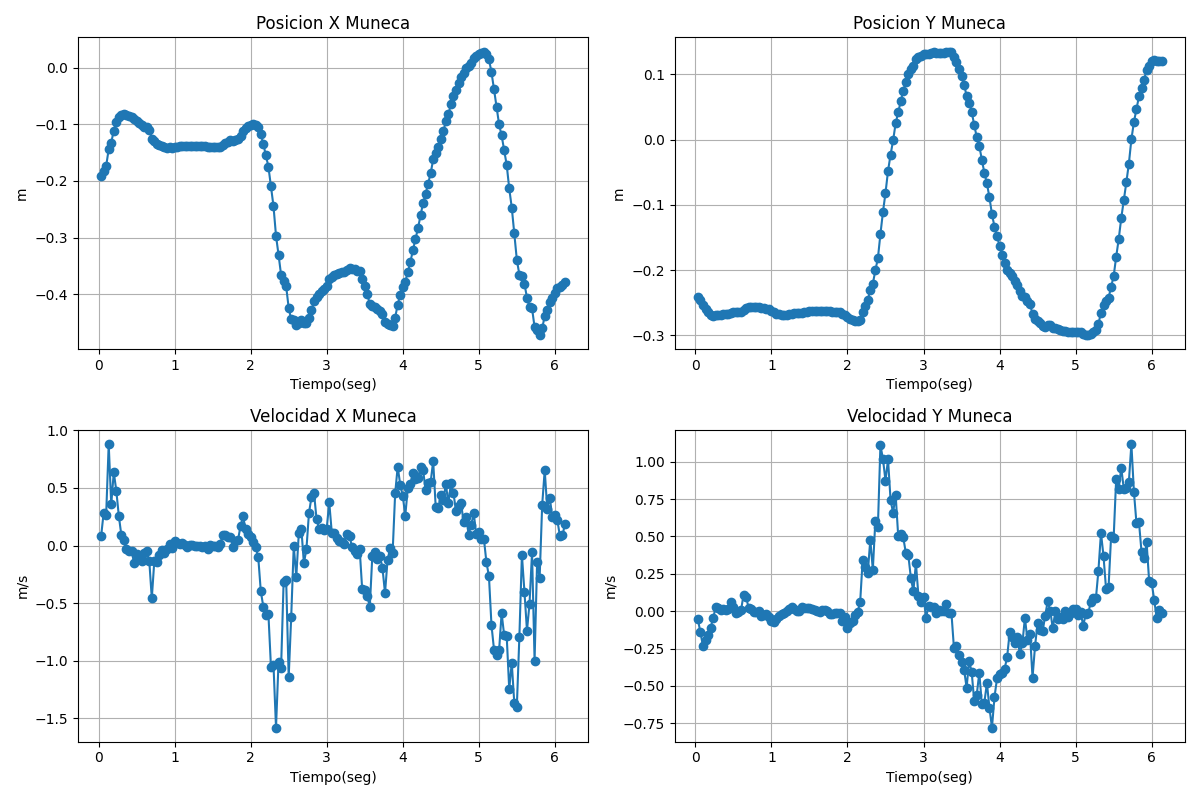 Posicion X Muneca
Posicion Y Muneca
0.0
−0.1
−0.2
−0.3
−0.4
m
0 1 2 3 4 5 6
Tiempo(seg)
0.1
0.0
−0.1
−0.2
−0.3
m
0 1 2 3 4 5 6
Tiempo(seg)
Velocidad X Muneca
Velocidad Y Muneca
1.0
0.5
0.0
−0.5
−1.0
−1.5
m/s
0 1 2 3 4 5 6
Tiempo(seg)
1.00
0.75
0.50
0.25
0.00
−0.25
−0.50
−0.75
m/s
0 1 2 3 4 5 6
Tiempo(seg)